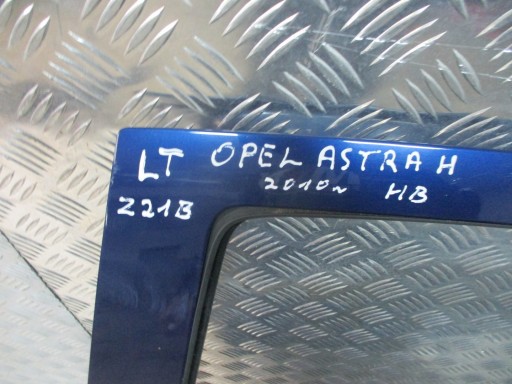 LT OPEL ASTRA H
2010r HB
Z21B